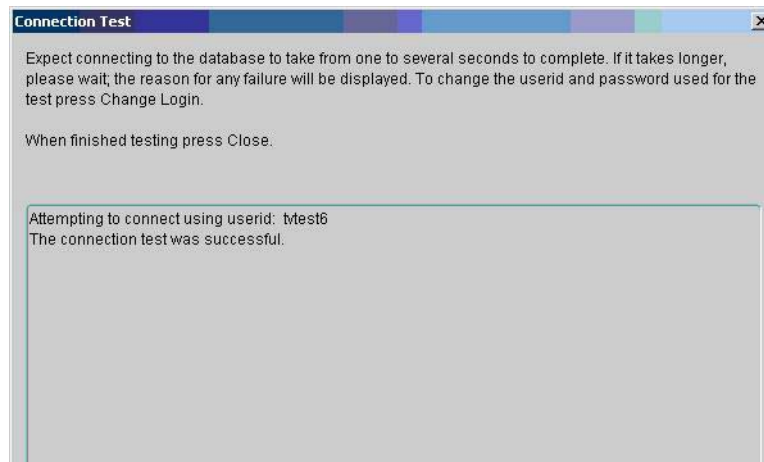 Connection Test
Expect connecting to the database to take from one to several seconds to complete. If it takes longer,
please wait; the reason for any failure will be displayed. To change the userid and password used for the
test press Change Login.
When finished testing press Close.
Attempting to connect using userid: tvtest6
The connection test was successful.